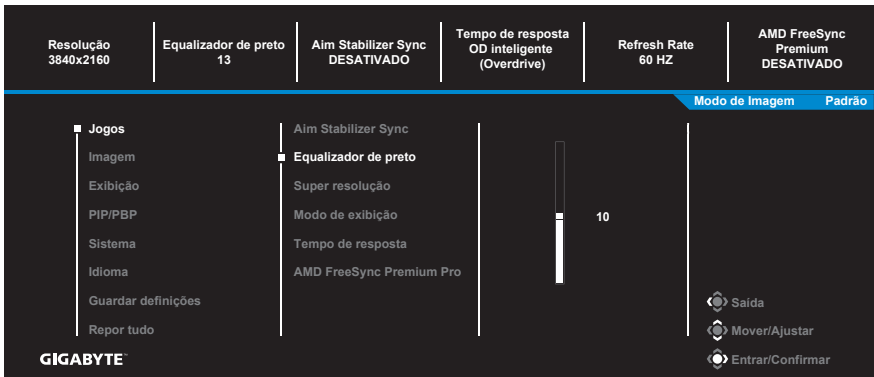 Resolução
3840x2160
Equalizador de preto
13
Aim Stabilizer Sync
DESATIVADO
Tempo de resposta
OD inteligente
(Overdrive)
Refresh Rate
60 HZ
AMD FreeSync
Premium
DESATIVADO
Modo de Imagem Padrão
Jogos
Imagem
Exibição
PIP/PBP
Sistema
Idioma
Guardar definições
Repor tudo
Aim Stabilizer Sync
Equalizador de preto
Super resolução
Modo de exibição
Tempo de resposta
AMD FreeSync Premium Pro
10
Saída
Mover/Ajustar
Entrar/Confirmar
GIGABYTE™